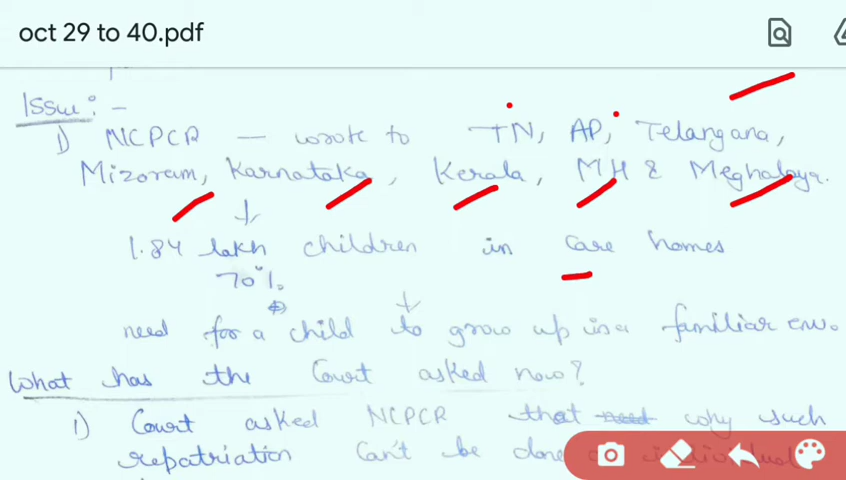 oct 29 to 40.pdf
Issue: -
1) NCPCR — wrote to TN, AP, Telangana,
Mizoram, Karnataka, Kerala, MH & Meghalaya.
↓
1.84 lakh children in care homes
70%.
↓
need for a child to grow up in a familiar env.
What has the Court asked now?
1) Court asked NCPCR that why such
repatriation can't be done